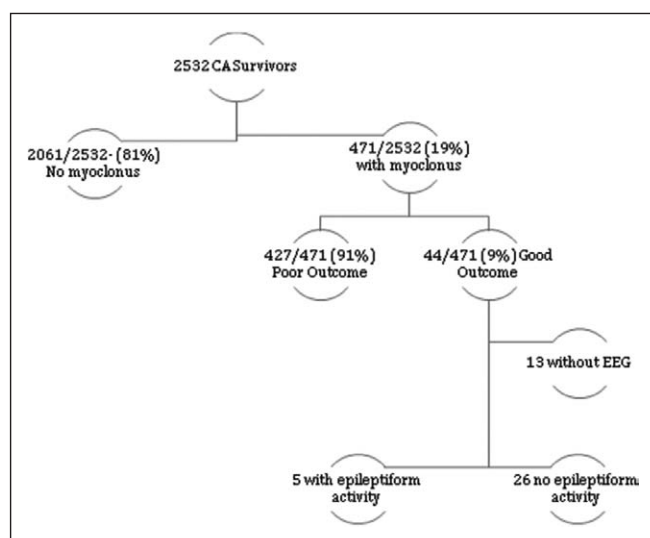 2532 CA Survivors
2061/2532- (81%)
No myoclonus
471/2532 (19%)
with myoclonus
427/471 (91%)
Poor Outcome
44/471 (9%) Good
Outcome
13 without EEG
5 with epileptiform
activity
26 no epileptiform
activity